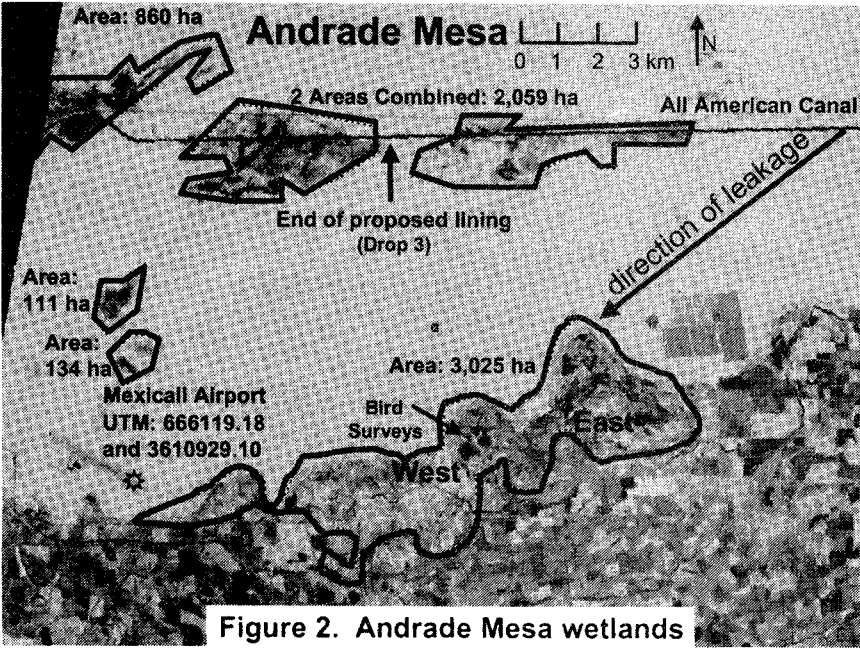 Area: 860 ha
Andrade Mesa
N
0 1 2 3 km
2 Areas Combined: 2,059 ha
All American Canal
End of proposed lining
(Drop 3)
direction of leakage
Area:
111 ha
Area:
134 ha
Area: 3,025 ha
Mexicali Airport
UTM: 666119.18
and 3610929.10
Bird
Surveys
East
West
Figure 2. Andrade Mesa wetlands